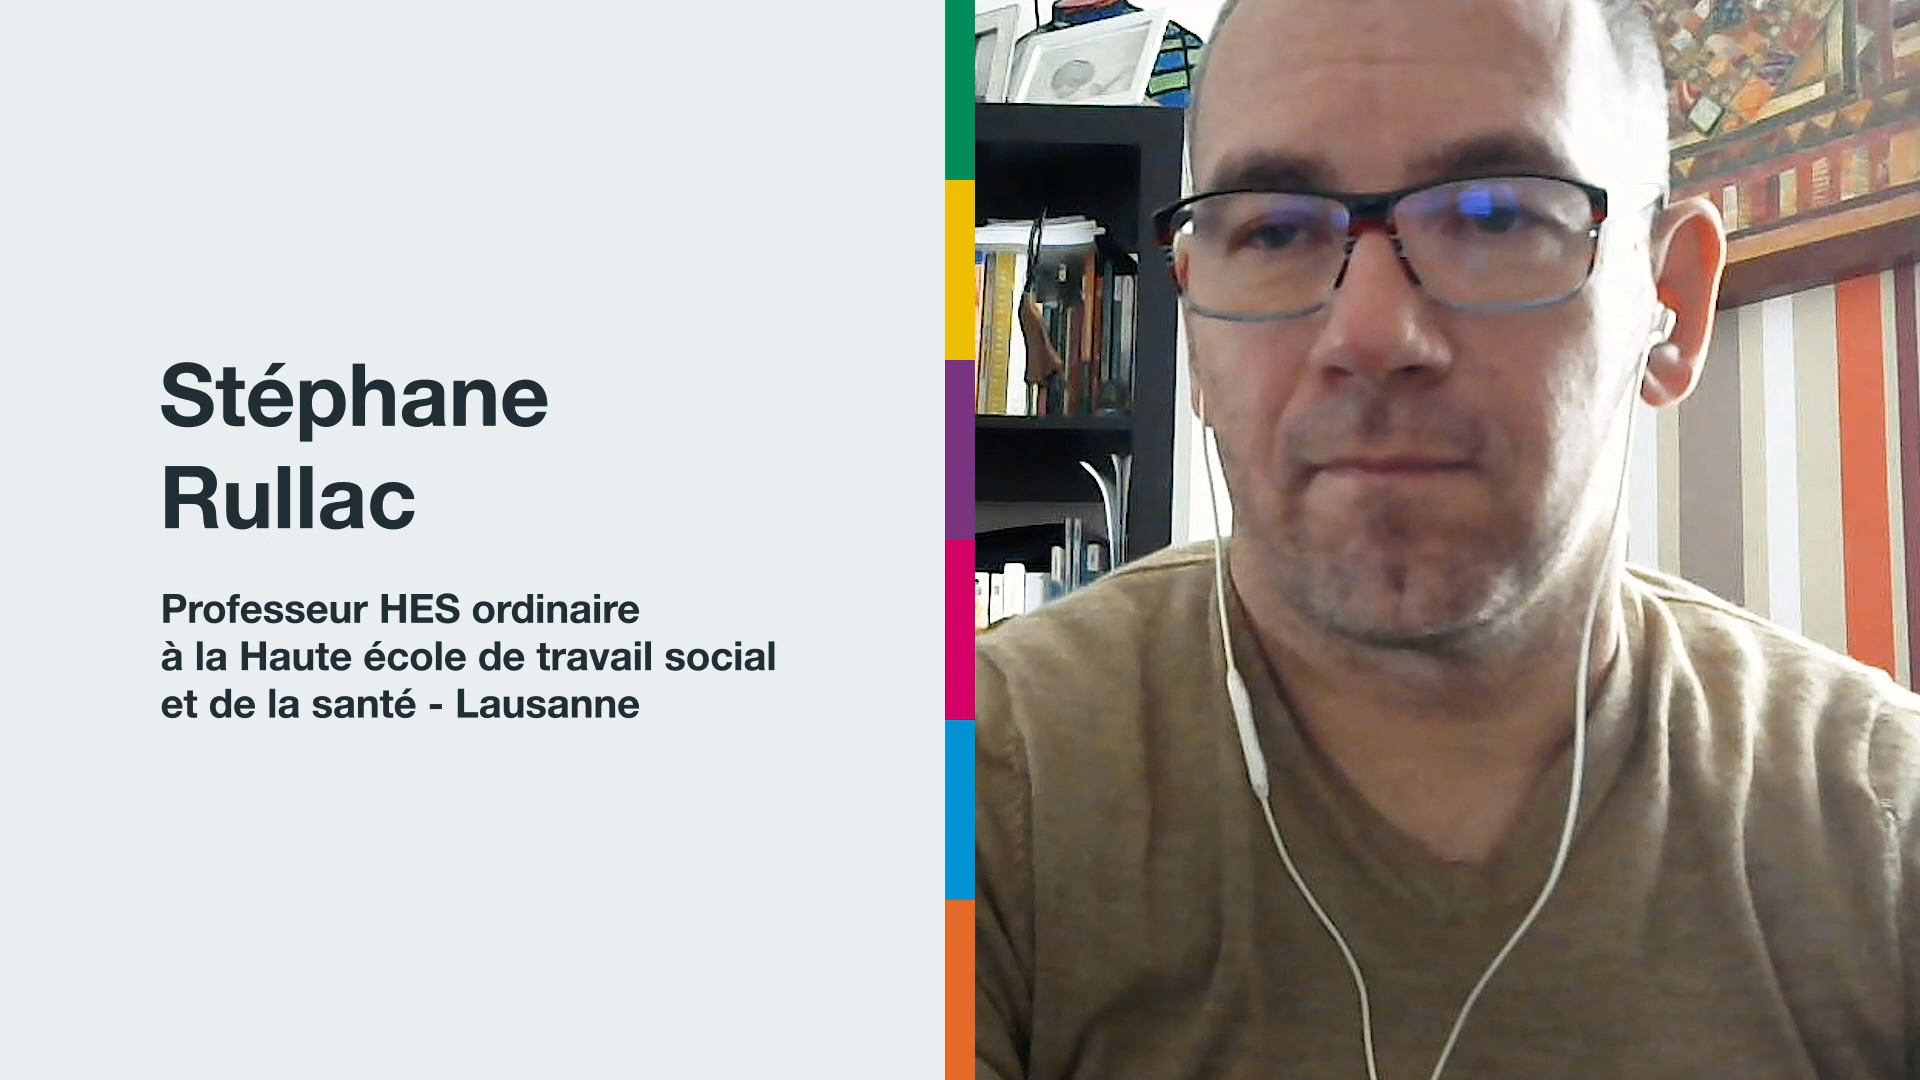 Stéphane
Rullac
Professeur HES ordinaire
à la Haute école de travail social
et de la santé - Lausanne